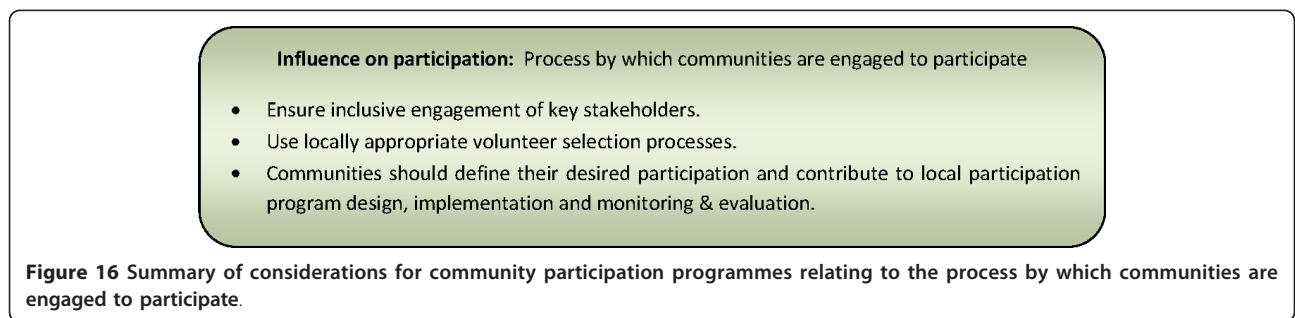 Influence on participation: Process by which communities are engaged to participate
• Ensure inclusive engagement of key stakeholders.
• Use locally appropriate volunteer selection processes.
• Communities should define their desired participation and contribute to local participation
program design, implementation and monitoring & evaluation.
Figure 16 Summary of considerations for community participation programmes relating to the process by which communities are
engaged to participate.